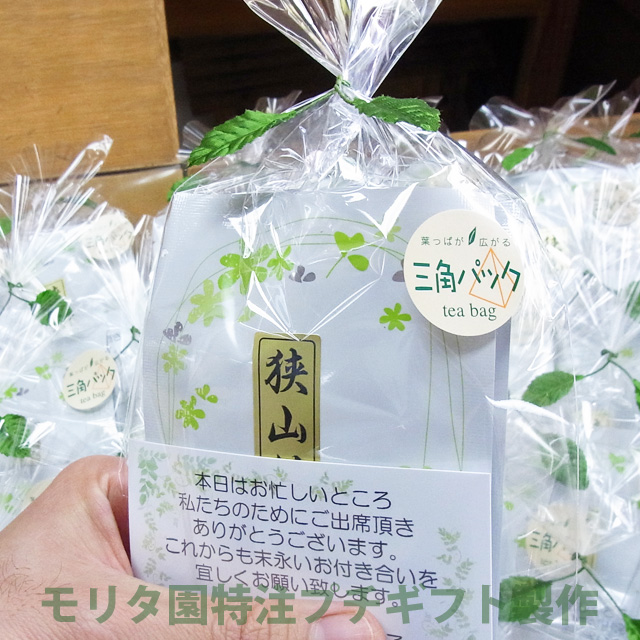 葉っぱが広がる
三角パック
tea bag
狭山
本日はお忙しいところ
私たちのためにご出席頂き
ありがとうございます。
これからも末永いお付き合いを
宜しくお願い致します
モリタ園特注プチギフト製作
三角パック
tea bag
三角パック